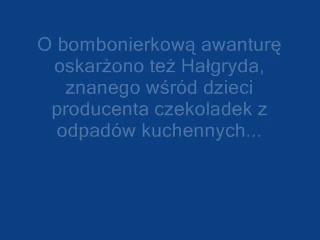 O bombonierkową awanturę
oskarżono też Hałgryda,
znanego wśród dzieci
producenta czekoladek z
odpadów kuchennych...